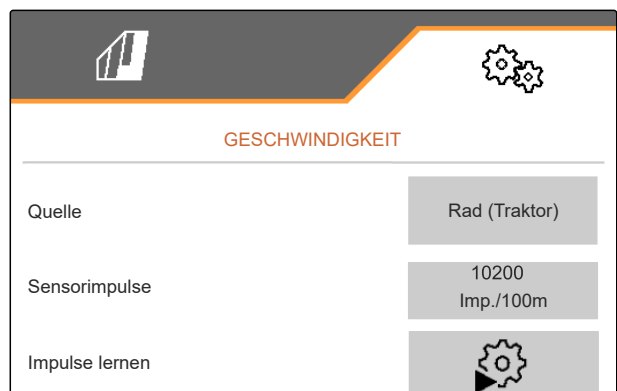 GESCHWINDIGKEIT
Quelle
Rad (Traktor)
Sensorimpulse
10200
Imp./100m
Impulse lernen